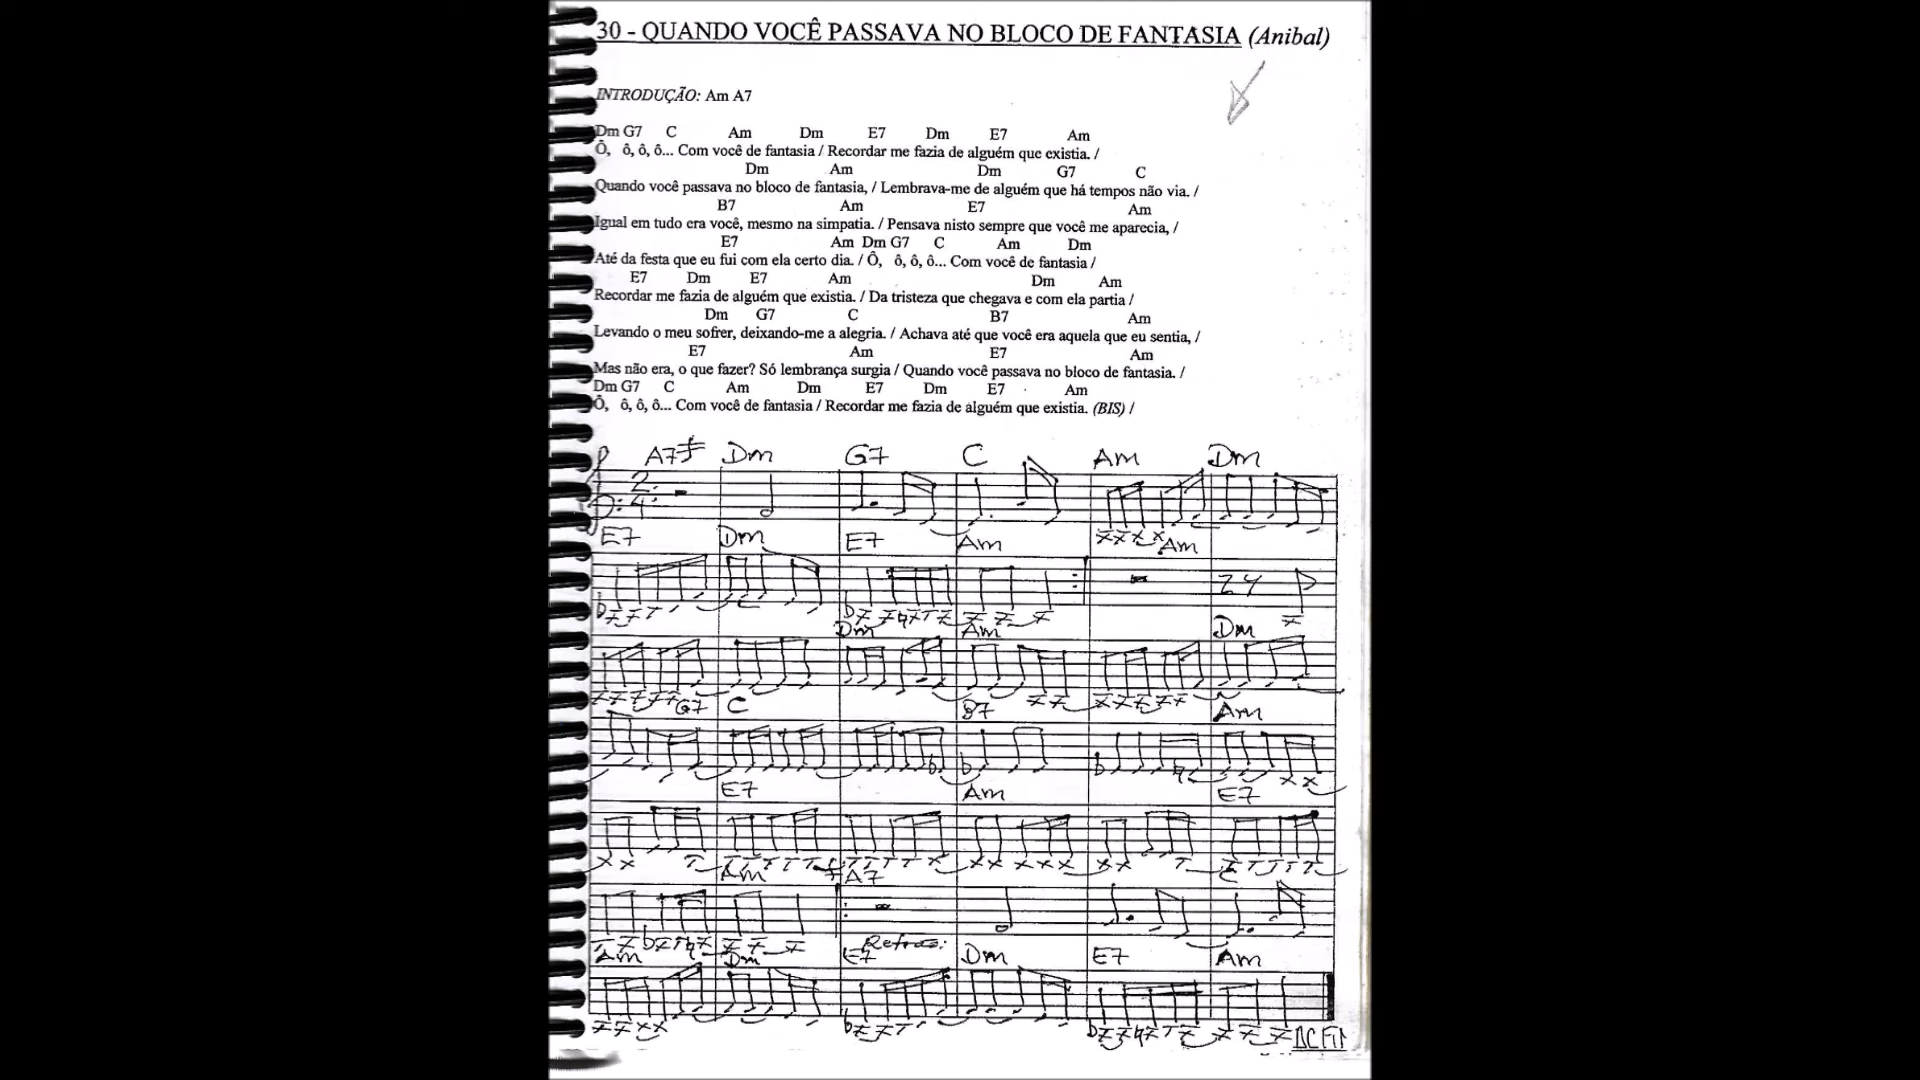 30 - QUANDO VOCÊ PASSAVA NO BLOCO DE FANTASIA (Anibal)
INTRODUÇÃO: Am A7
Dm G7 C Am Dm E7 Dm E7 Am
Ô, ô, ô, ô... Com você de fantasia / Recordar me fazia de alguém que existia. /
Dm Am Dm G7 C
Quando você passava no bloco de fantasia, / Lembrava-me de alguém que há tempos não via. /
B7 Am E7 Am
Igual em tudo era você, mesmo na simpatia. / Pensava nisto sempre que você me aparecia, /
E7 Am Dm G7 C Am Dm
Até da festa que eu fui com ela certo dia. / Ô, ô, ô, ô... Com você de fantasia /
E7 Dm E7 Am Dm Am
Recordar me fazia de alguém que existia. / Da tristeza que chegava e com ela partia /
Dm G7 C B7 Am
Levando o meu sofrer, deixando-me a alegria. / Achava até que você era aquela que eu sentia, /
E7 Am E7 Am
Mas não era, o que fazer? Só lembrança surgia / Quando você passava no bloco de fantasia. /
Dm G7 C Am Dm E7 Dm E7 Am
Ô, ô, ô, ô... Com você de fantasia / Recordar me fazia de alguém que existia. (BIS) /
A7 Dm G7 C Am Dm
2 4
E7 Dm E7 Am Am
Dm Am Dm
G7 C B7 Am
E7 Am E7
Am A7
Refrão:
Am Dm E7 Dm E7 Am